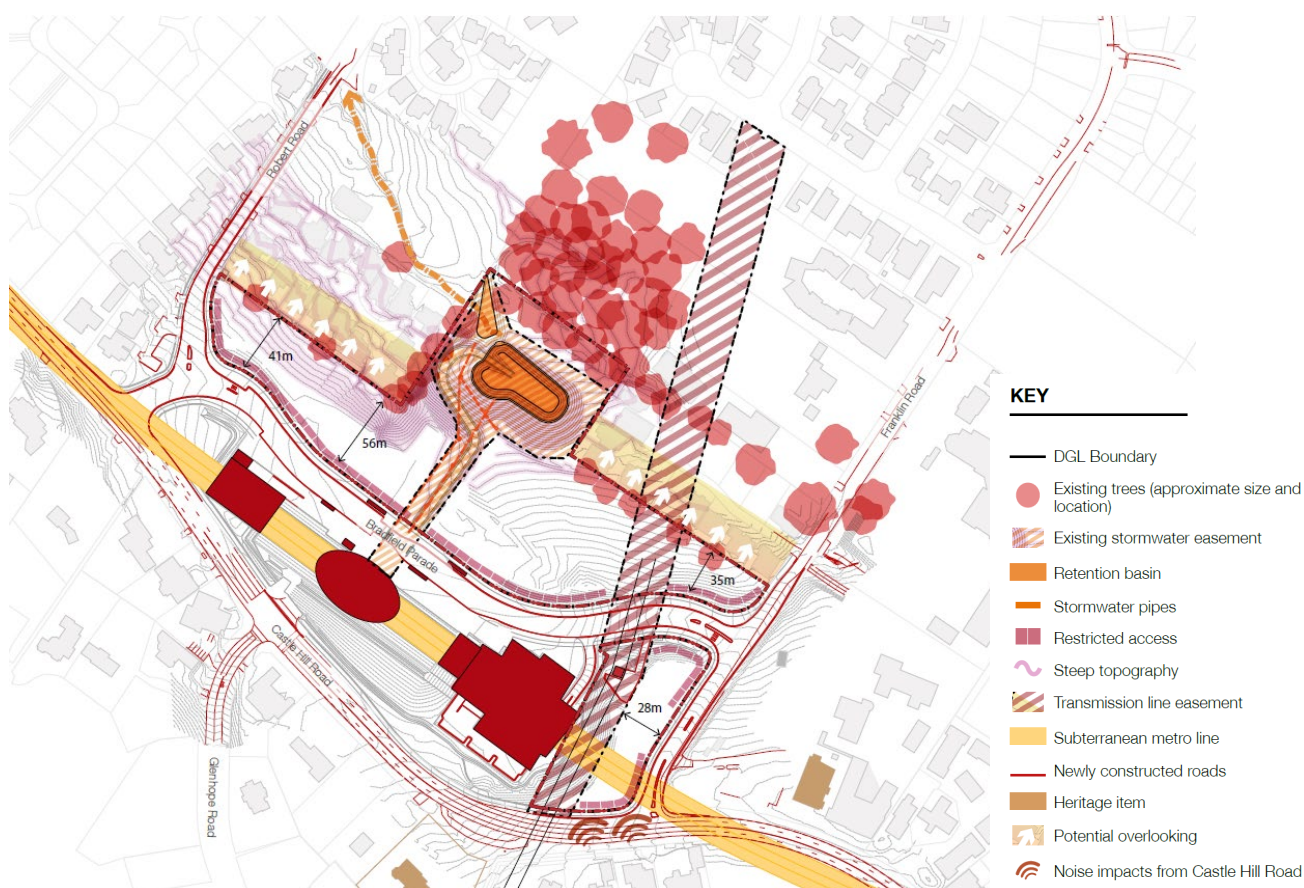 Robert Road
41m
56m
Franklin Road
Bradfield Parade
35m
Castle Hill Road
28m
Glenhope Road
KEY
DGL Boundary
Existing trees (approximate size and
location)
Existing stormwater easement
Retention basin
Stormwater pipes
Restricted access
Steep topography
Transmission line easement
Subterranean metro line
Newly constructed roads
Heritage item
Potential overlooking
Noise impacts from Castle Hill Road